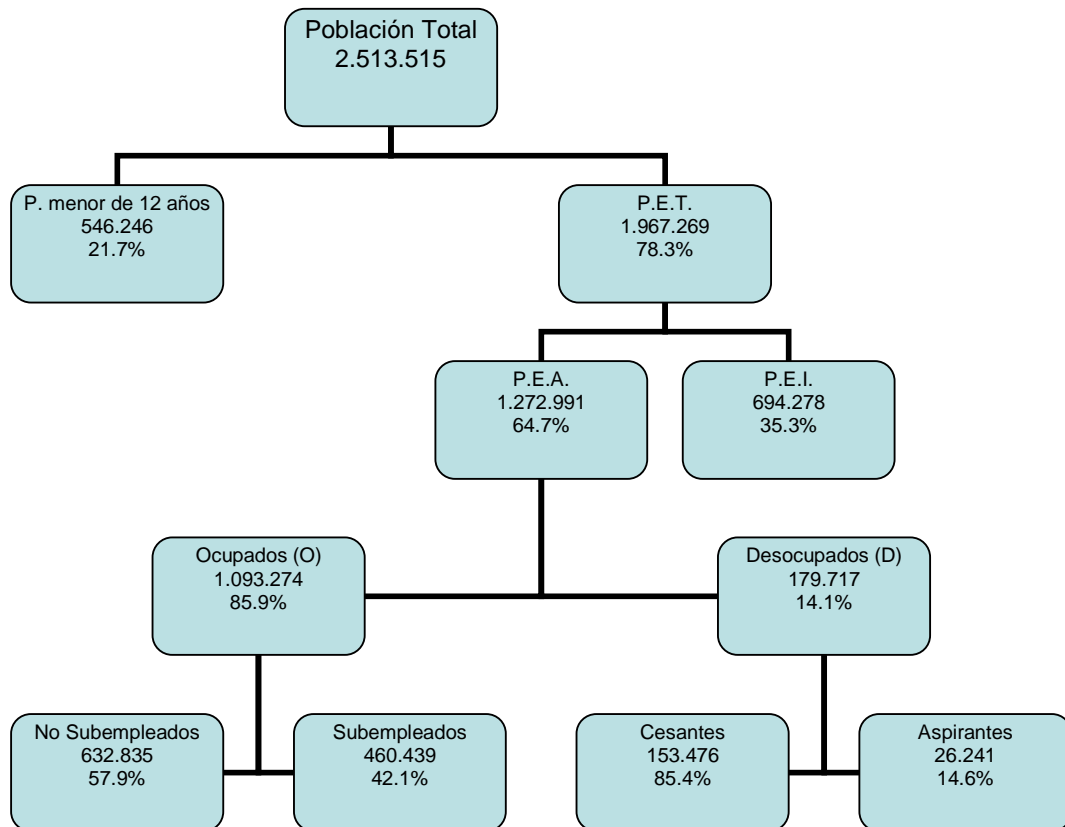 Población Total
2.513.515
P. menor de 12 años
546.246
21.7%
P.E.T.
1.967.269
78.3%
P.E.A.
1.272.991
64.7%
P.E.I.
694.278
35.3%
Ocupados (O)
1.093.274
85.9%
Desocupados (D)
179.717
14.1%
No Subempleados
632.835
57.9%
Subempleados
460.439
42.1%
Cesantes
153.476
85.4%
Aspirantes
26.241
14.6%